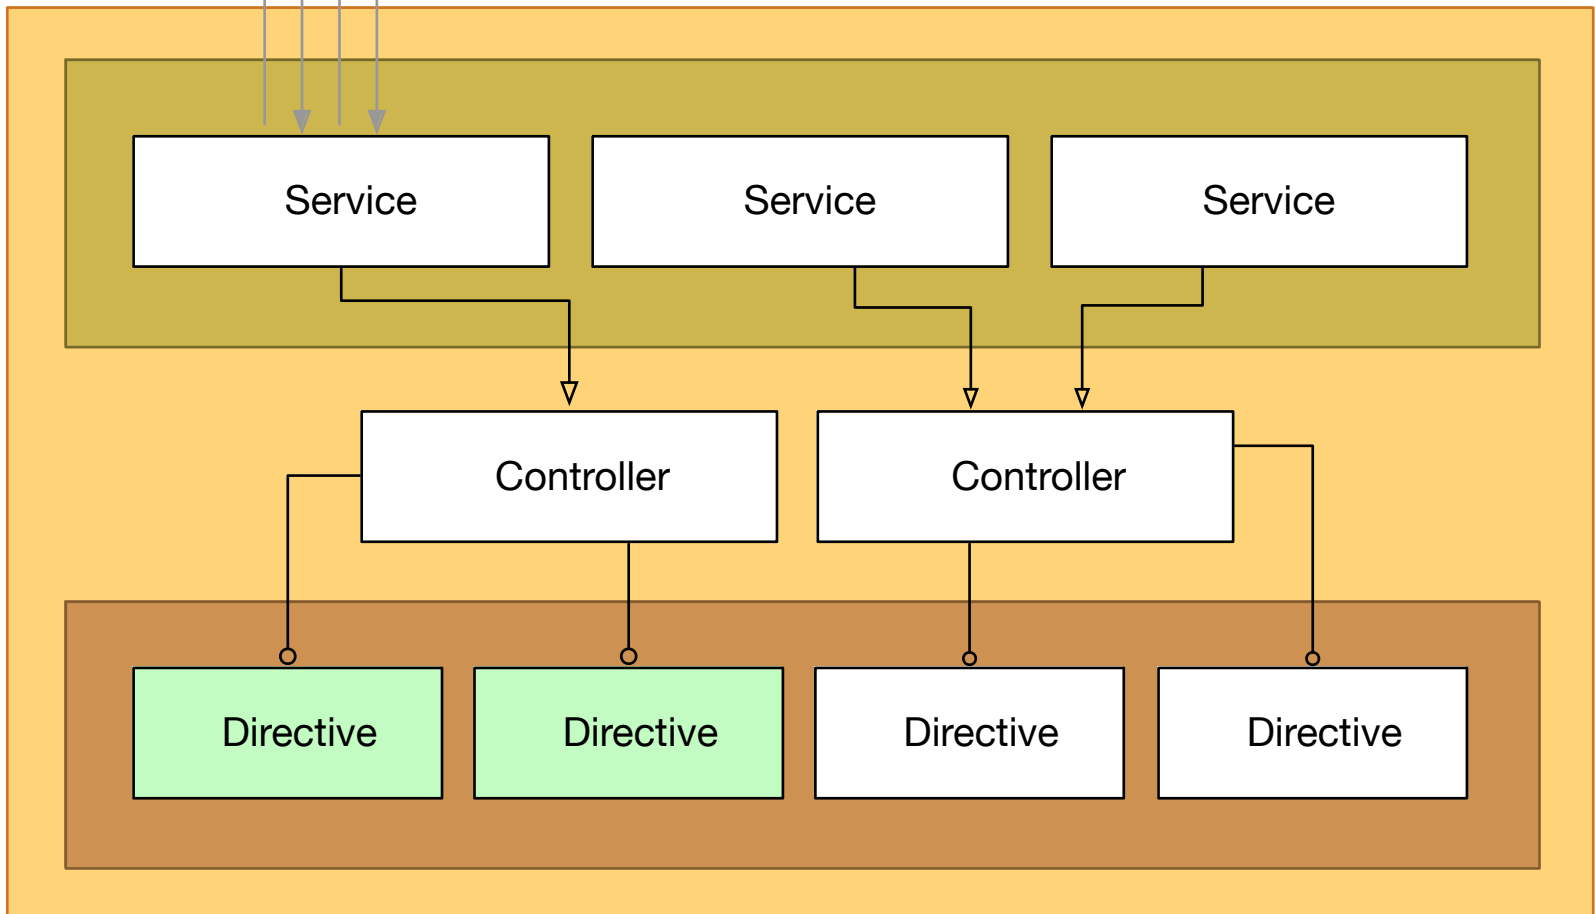 Service
Service
Service
Controller
Controller
Directive
Directive
Directive
Directive